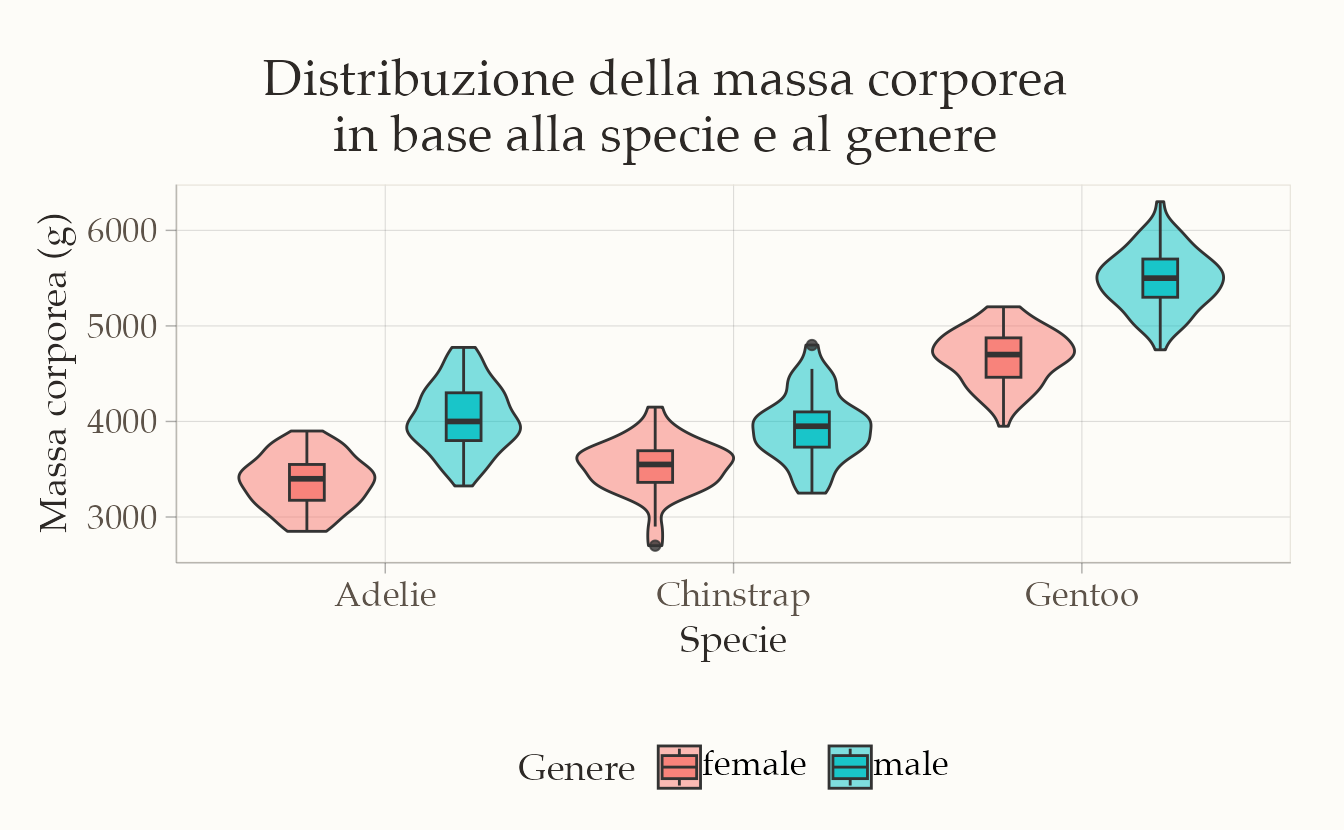 Distribuzione della massa corporea
in base alla specie e al genere
Massa corporea (g)
6000
5000
4000
3000
Adelie Chinstrap Gentoo
Specie
Genere female male